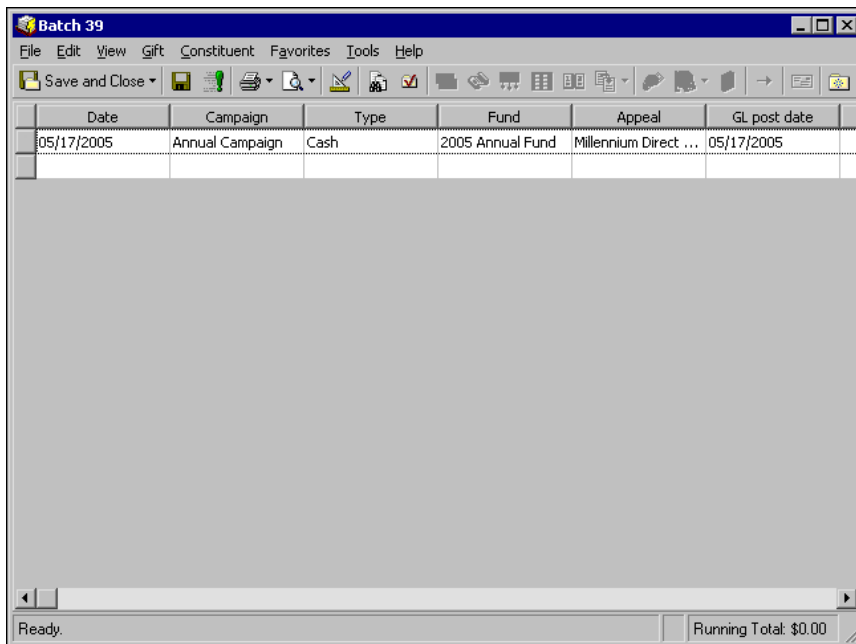 Batch 39
File Edit View Gift Constituent Favorites Tools Help
Save and Close
Date Campaign Type Fund Appeal GL post date
05/17/2005 Annual Campaign Cash 2005 Annual Fund Millennium Direct ... 05/17/2005
Ready. Running Total: $0.00